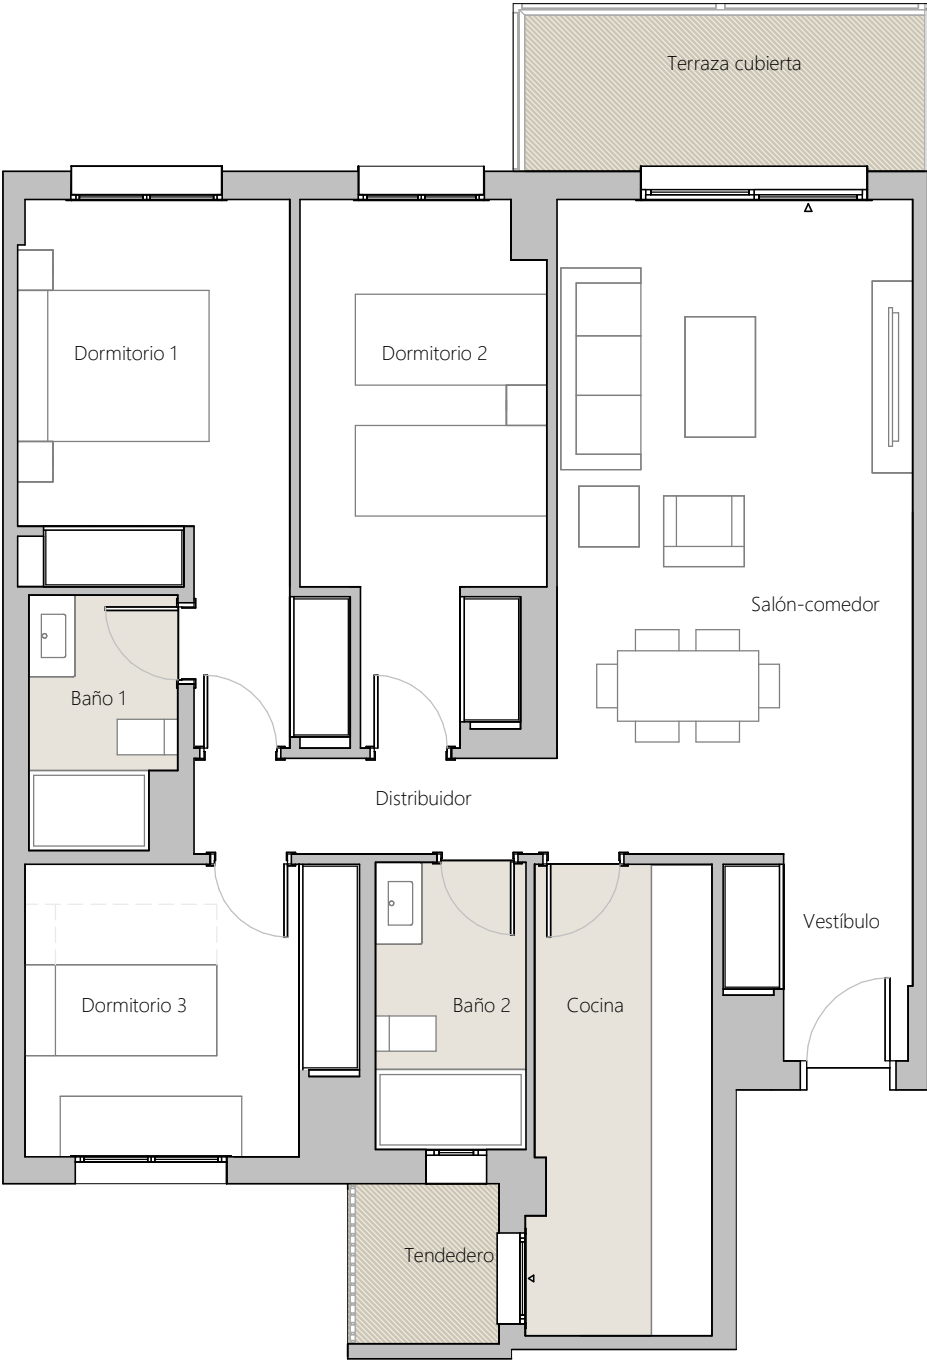 Terraza cubierta
Dormitorio 1
Dormitorio 2
Salón-comedor
Baño 1
Distribuidor
Vestíbulo
Dormitorio 3
Baño 2
Cocina
Tendedero